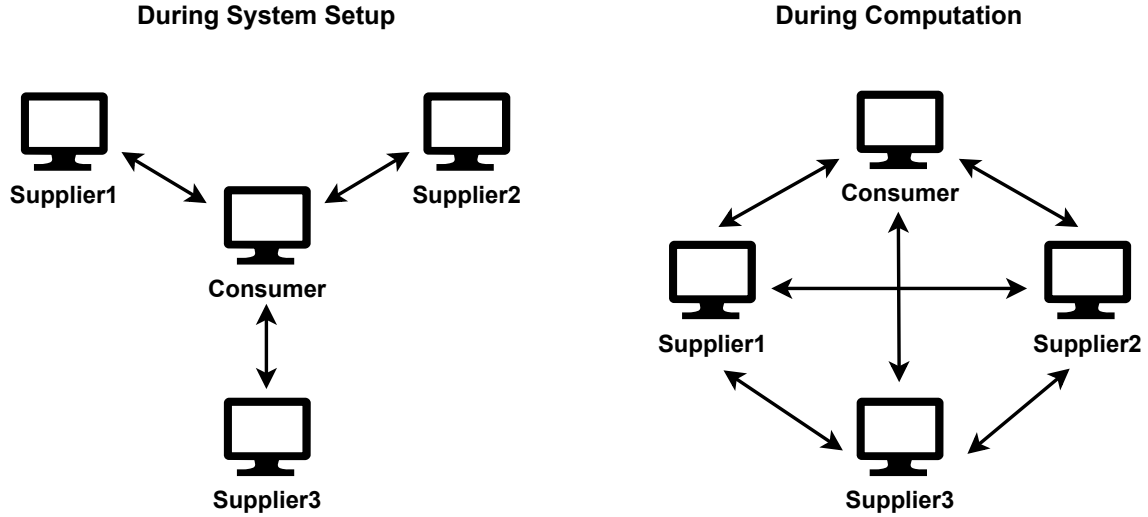 During System Setup
During Computation
Supplier1
Supplier2
Consumer
Supplier3
Consumer
Supplier1
Supplier2
Supplier3